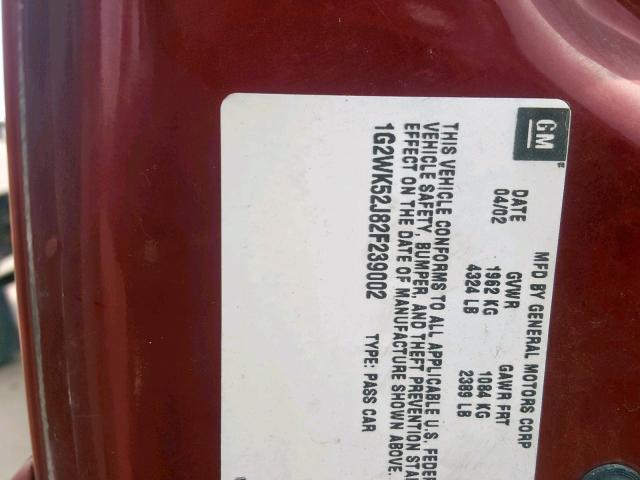 GM
MFD BY GENERAL MOTORS CORP
DATE GVWR GAWR FRT
04/02 1962 KG 1084 KG
4324 LB 2389 LB
THIS VEHICLE CONFORMS TO ALL APPLICABLE U.S. FEDER
VEHICLE SAFETY, BUMPER, AND THEFT PREVENTION STAN
EFFECT ON THE DATE OF MANUFACTURE SHOWN ABOVE.
1G2WK52J82F239002 TYPE: PASS CAR